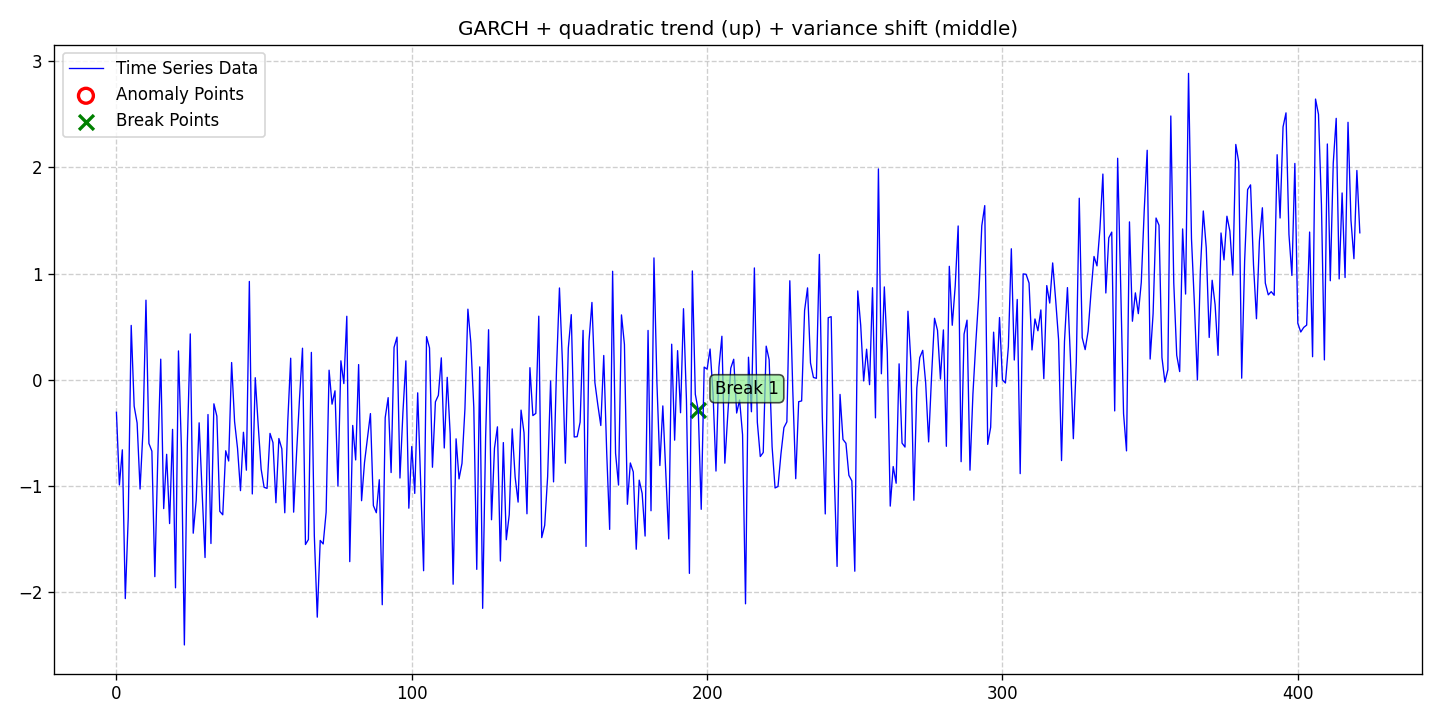 GARCH + quadratic trend (up) + variance shift (middle)
Time Series Data
Anomaly Points
Break Points
Break 1
3
2
1
0
−1
−2
0
100
200
300
400